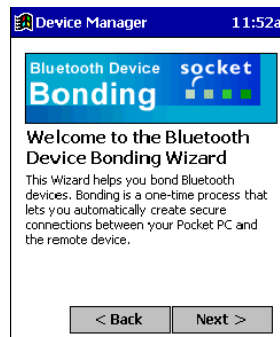 Device Manager 11:52a
Bluetooth Device socket
Bonding
Welcome to the Bluetooth
Device Bonding Wizard
This Wizard helps you bond Bluetooth
devices. Bonding is a one-time process that
lets you automatically create secure
connections between your Pocket PC and
the remote device.
< Back Next >